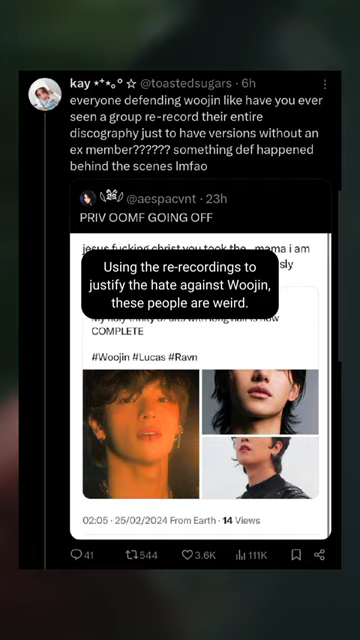 kay ⋆⁺₊° ☆ @toastedsugars · 6h
everyone defending woojin like have you ever
seen a group re-record their entire
discography just to have versions without an
ex member?????? something def happened
behind the scenes lmfao
@aespacvnt · 23h
PRIV OOMF GOING OFF
jesus fucking christ you took the mama i am
Using the re-recordings to
justify the hate against Woojin,
these people are weird.
COMPLETE
#Woojin #Lucas #Ravn
02:05 · 25/02/2024 From Earth · 14 Views
41 544 3.6K 111K